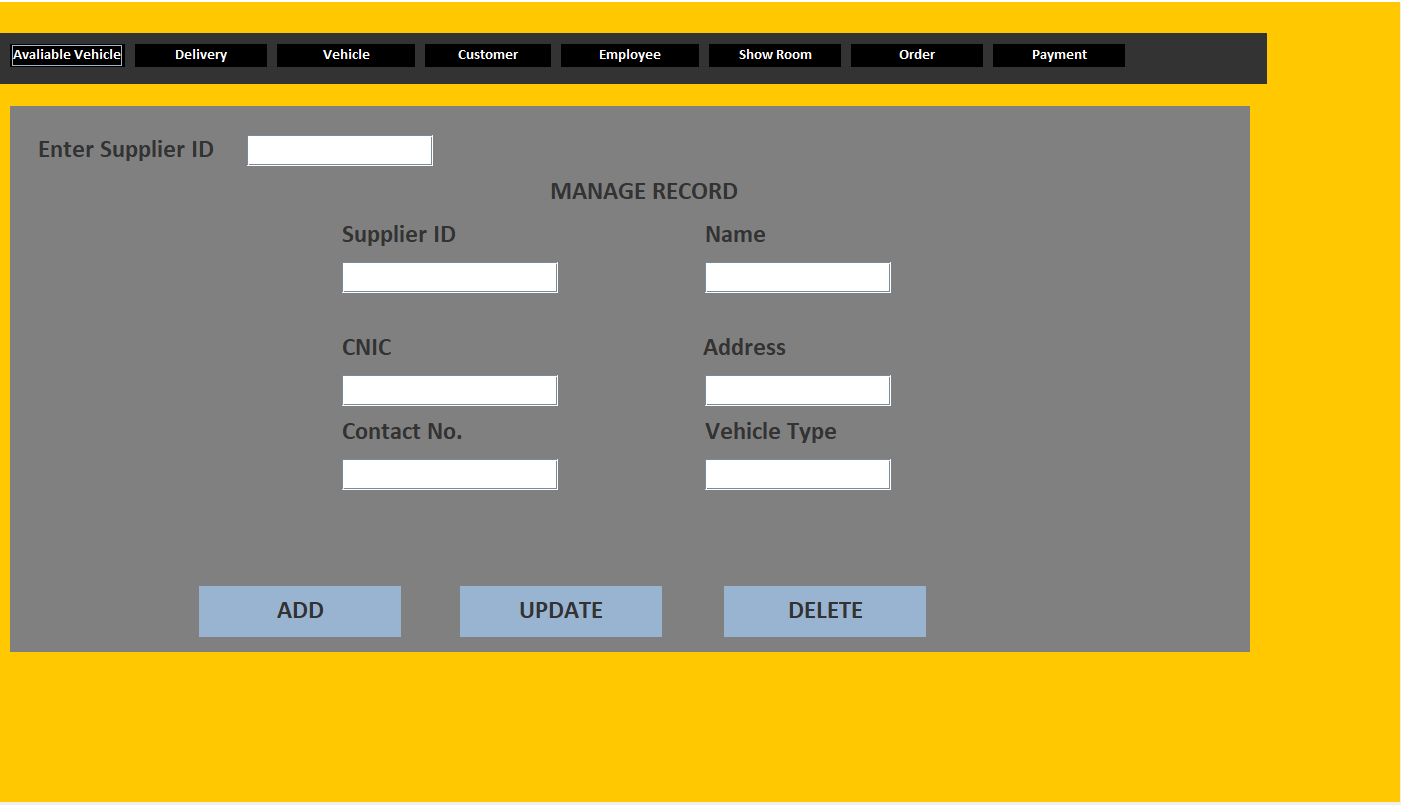 Avaliable Vehicle Delivery Vehicle Customer Employee Show Room Order Payment
Enter Supplier ID
MANAGE RECORD
Supplier ID Name
CNIC Address
Contact No. Vehicle Type
ADD UPDATE DELETE